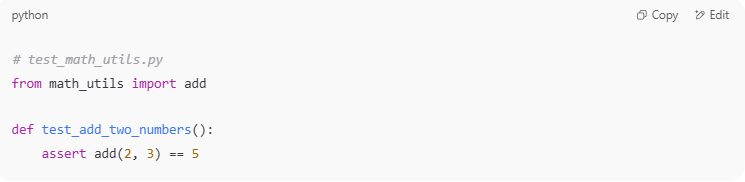 python Copy Edit
# test_math_utils.py
from math_utils import add
def test_add_two_numbers():
assert add(2, 3) == 5